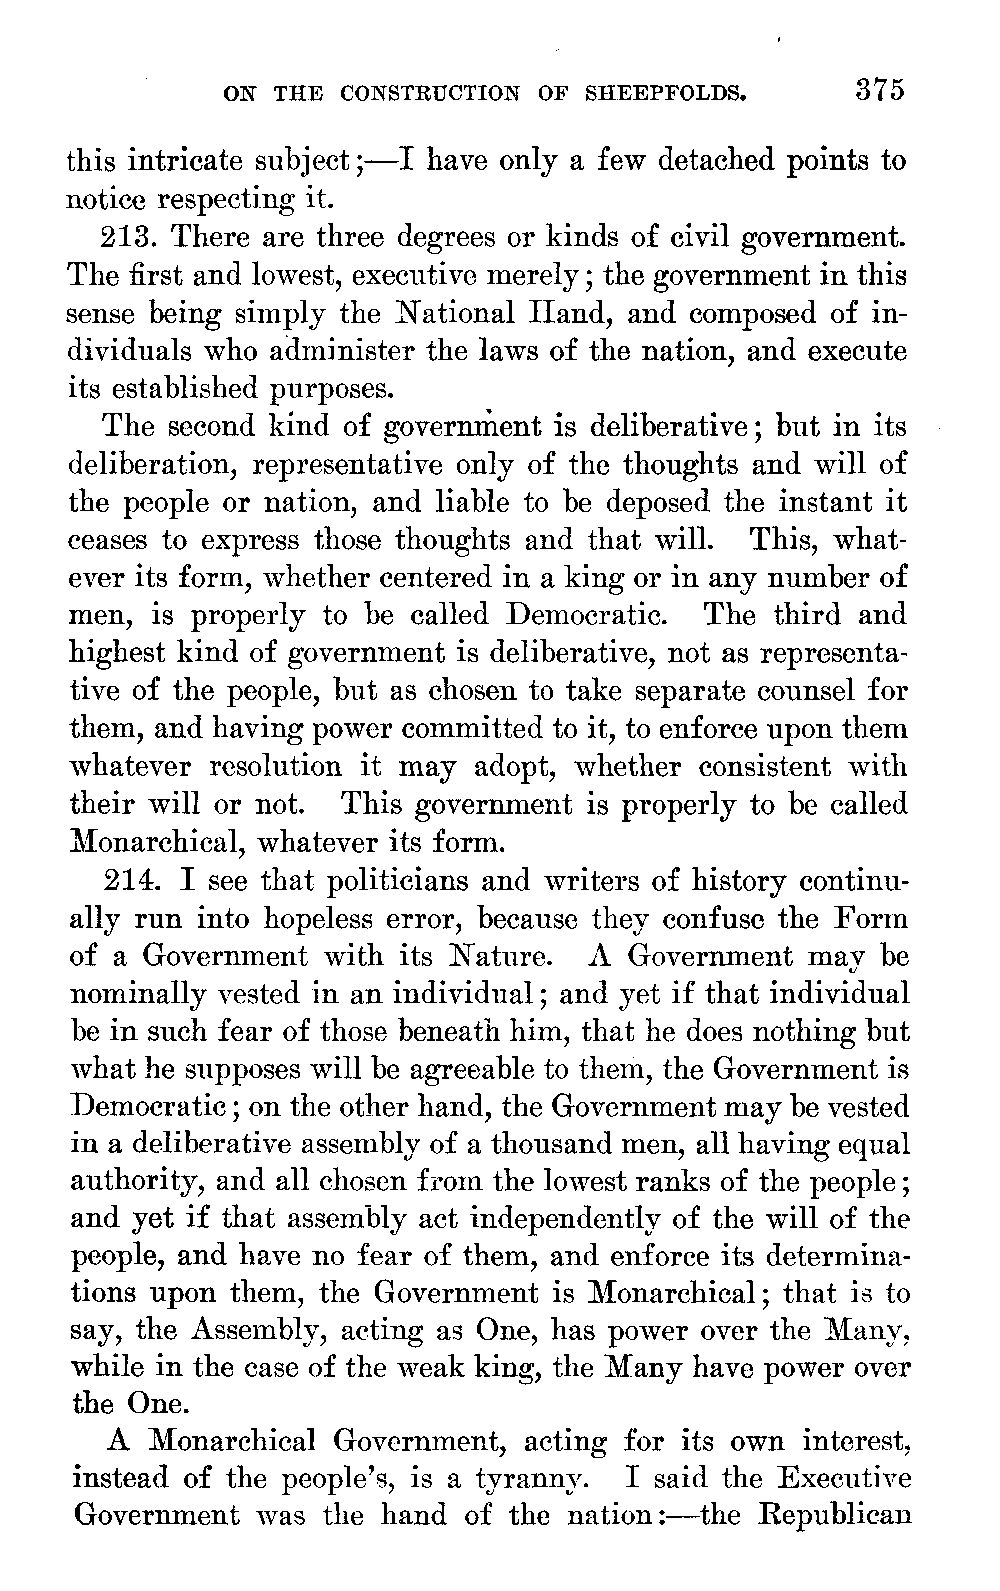 ON THE CONSTRUCTION OF SHEEPFOLDS. 375
this intricate subject;—I have only a few detached points to
notice respecting it.
213. There are three degrees or kinds of civil government.
The first and lowest, executive merely; the government in this
sense being simply the National Hand, and composed of in-
dividuals who administer the laws of the nation, and execute
its established purposes.
The second kind of government is deliberative; but in its
deliberation, representative only of the thoughts and will of
the people or nation, and liable to be deposed the instant it
ceases to express those thoughts and that will. This, what-
ever its form, whether centered in a king or in any number of
men, is properly to be called Democratic. The third and
highest kind of government is deliberative, not as representa-
tive of the people, but as chosen to take separate counsel for
them, and having power committed to it, to enforce upon them
whatever resolution it may adopt, whether consistent with
their will or not. This government is properly to be called
Monarchical, whatever its form.
214. I see that politicians and writers of history continu-
ally run into hopeless error, because they confuse the Form
of a Government with its Nature. A Government may be
nominally vested in an individual; and yet if that individual
be in such fear of those beneath him, that he does nothing but
what he supposes will be agreeable to them, the Government is
Democratic; on the other hand, the Government may be vested
in a deliberative assembly of a thousand men, all having equal
authority, and all chosen from the lowest ranks of the people;
and yet if that assembly act independently of the will of the
people, and have no fear of them, and enforce its determina-
tions upon them, the Government is Monarchical; that is to
say, the Assembly, acting as One, has power over the Many,
while in the case of the weak king, the Many have power over
the One.
A Monarchical Government, acting for its own interest,
instead of the people's, is a tyranny. I said the Executive
Government was the hand of the nation:—the Republican